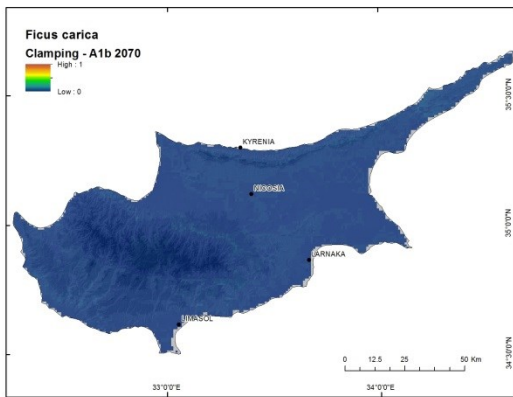 Ficus carica
Clamping - A1b 2070
High : 1
Low : 0
KYRENIA
NICOSIA
LARNAKA
LIMASOL
35°30'0"N
35°0'0"N
34°30'0"N
0 12.5 25 50 Km
33°0'0"E 34°0'0"E